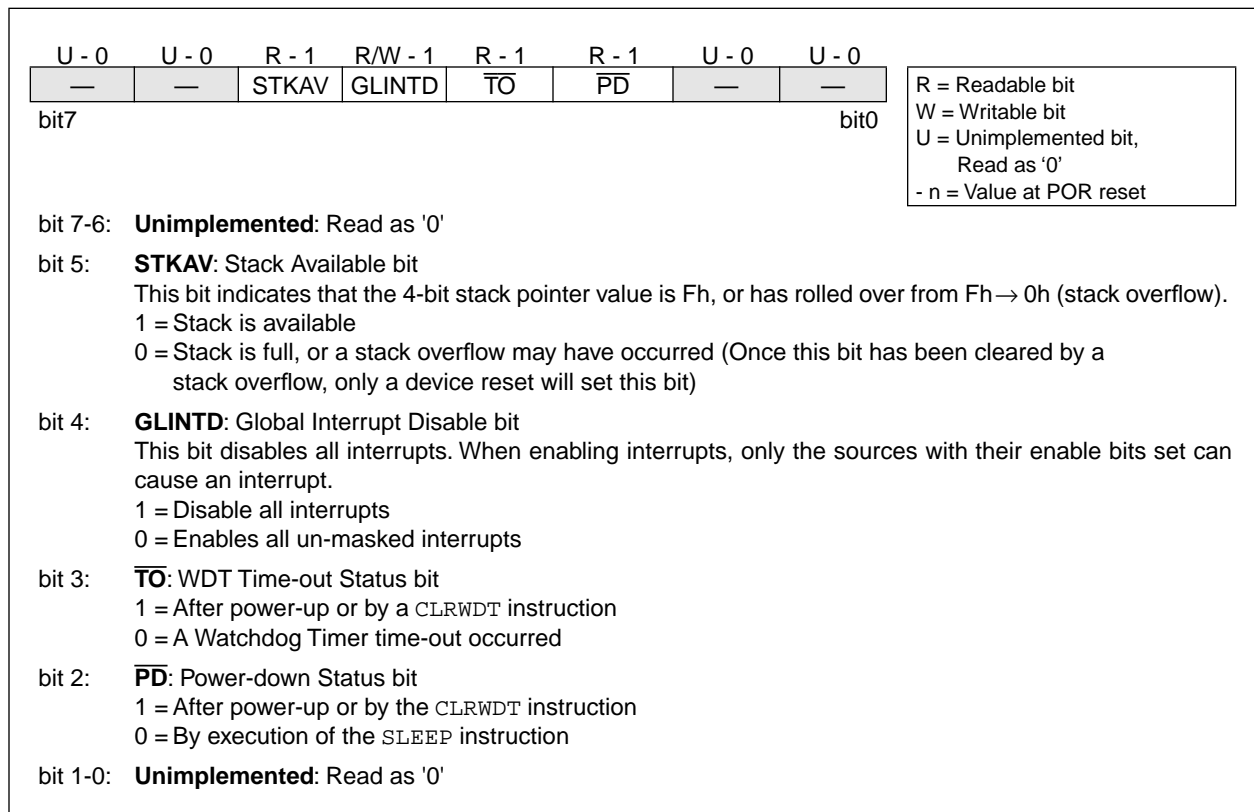 U - 0 U - 0 R - 1 R/W - 1 R - 1 R - 1 U - 0 U - 0
— — STKAV GLINTD T̅O̅ P̅D̅ — —
bit7 bit0
R = Readable bit
W = Writable bit
U = Unimplemented bit,
Read as ‘0’
- n = Value at POR reset
bit 7-6: Unimplemented: Read as '0'
bit 5: STKAV: Stack Available bit
This bit indicates that the 4-bit stack pointer value is Fh, or has rolled over from Fh→ 0h (stack overflow).
1 = Stack is available
0 = Stack is full, or a stack overflow may have occurred (Once this bit has been cleared by a
stack overflow, only a device reset will set this bit)
bit 4: GLINTD: Global Interrupt Disable bit
This bit disables all interrupts. When enabling interrupts, only the sources with their enable bits set can
cause an interrupt.
1 = Disable all interrupts
0 = Enables all un-masked interrupts
bit 3: T̅O̅: WDT Time-out Status bit
1 = After power-up or by a CLRWDT instruction
0 = A Watchdog Timer time-out occurred
bit 2: P̅D̅: Power-down Status bit
1 = After power-up or by the CLRWDT instruction
0 = By execution of the SLEEP instruction
bit 1-0: Unimplemented: Read as '0'